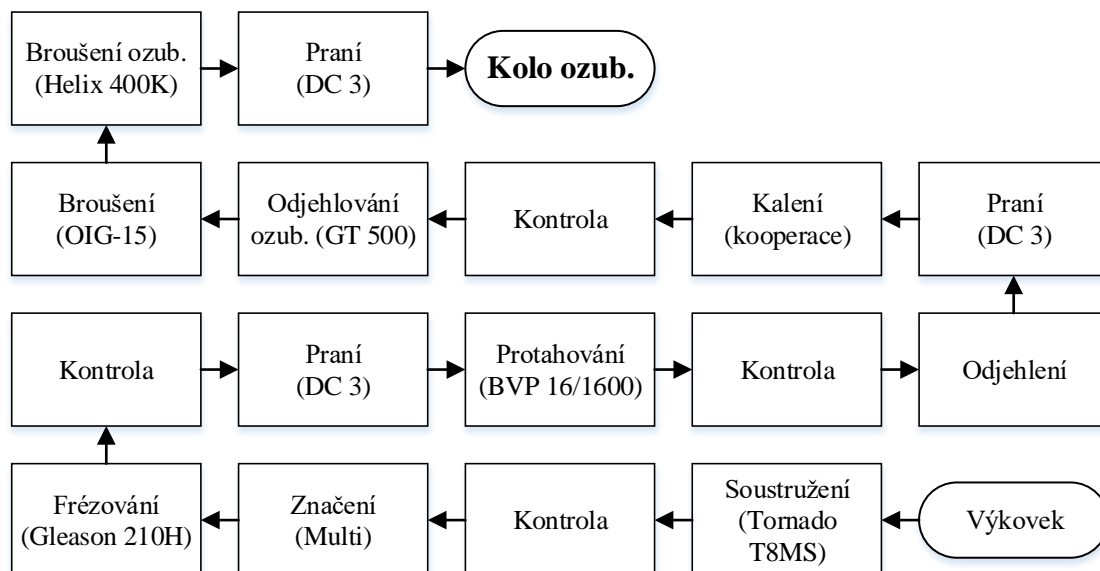 Broušení ozub.
(Helix 400K)
Praní
(DC 3)
Kolo ozub.
Broušení
(OIG-15)
Odjehlování
ozub. (GT 500)
Kontrola
Kalení
(kooperace)
Praní
(DC 3)
Kontrola
Praní
(DC 3)
Protahování
(BVP 16/1600)
Kontrola
Odjehlení
Frézování
(Gleason 210H)
Značení
(Multi)
Kontrola
Soustružení
(Tornado
T8MS)
Výkovek